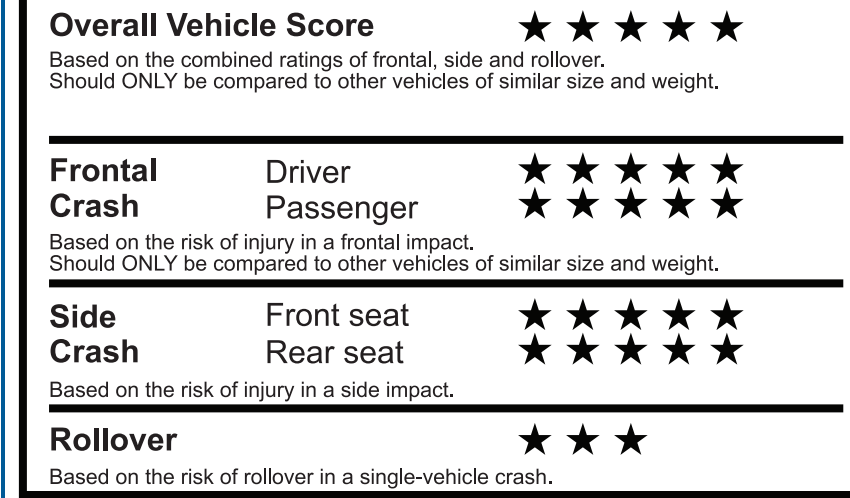 Overall Vehicle Score ★ ★ ★ ★ ★
Based on the combined ratings of frontal, side and rollover.
Should ONLY be compared to other vehicles of similar size and weight.
Frontal Driver ★ ★ ★ ★ ★
Crash Passenger ★ ★ ★ ★ ★
Based on the risk of injury in a frontal impact.
Should ONLY be compared to other vehicles of similar size and weight.
Side Front seat ★ ★ ★ ★ ★
Crash Rear seat ★ ★ ★ ★ ★
Based on the risk of injury in a side impact.
Rollover ★ ★ ★
Based on the risk of rollover in a single-vehicle crash.